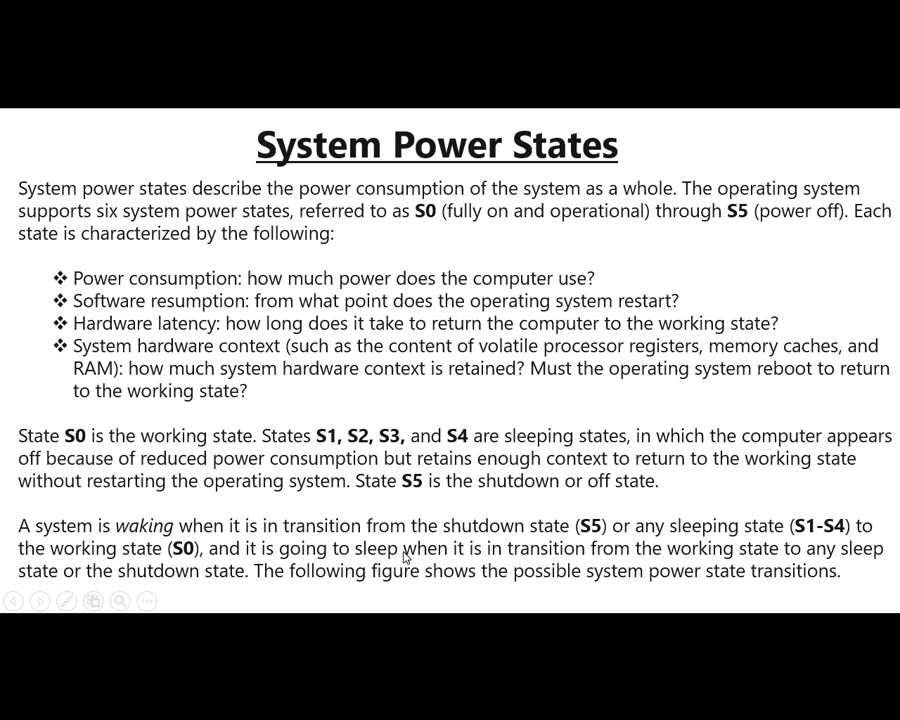 System Power States
System power states describe the power consumption of the system as a whole. The operating system
supports six system power states, referred to as S0 (fully on and operational) through S5 (power off). Each
state is characterized by the following:
❖ Power consumption: how much power does the computer use?
❖ Software resumption: from what point does the operating system restart?
❖ Hardware latency: how long does it take to return the computer to the working state?
❖ System hardware context (such as the content of volatile processor registers, memory caches, and
RAM): how much system hardware context is retained? Must the operating system reboot to return
to the working state?
State S0 is the working state. States S1, S2, S3, and S4 are sleeping states, in which the computer appears
off because of reduced power consumption but retains enough context to return to the working state
without restarting the operating system. State S5 is the shutdown or off state.
A system is waking when it is in transition from the shutdown state (S5) or any sleeping state (S1-S4) to
the working state (S0), and it is going to sleep when it is in transition from the working state to any sleep
state or the shutdown state. The following figure shows the possible system power state transitions.